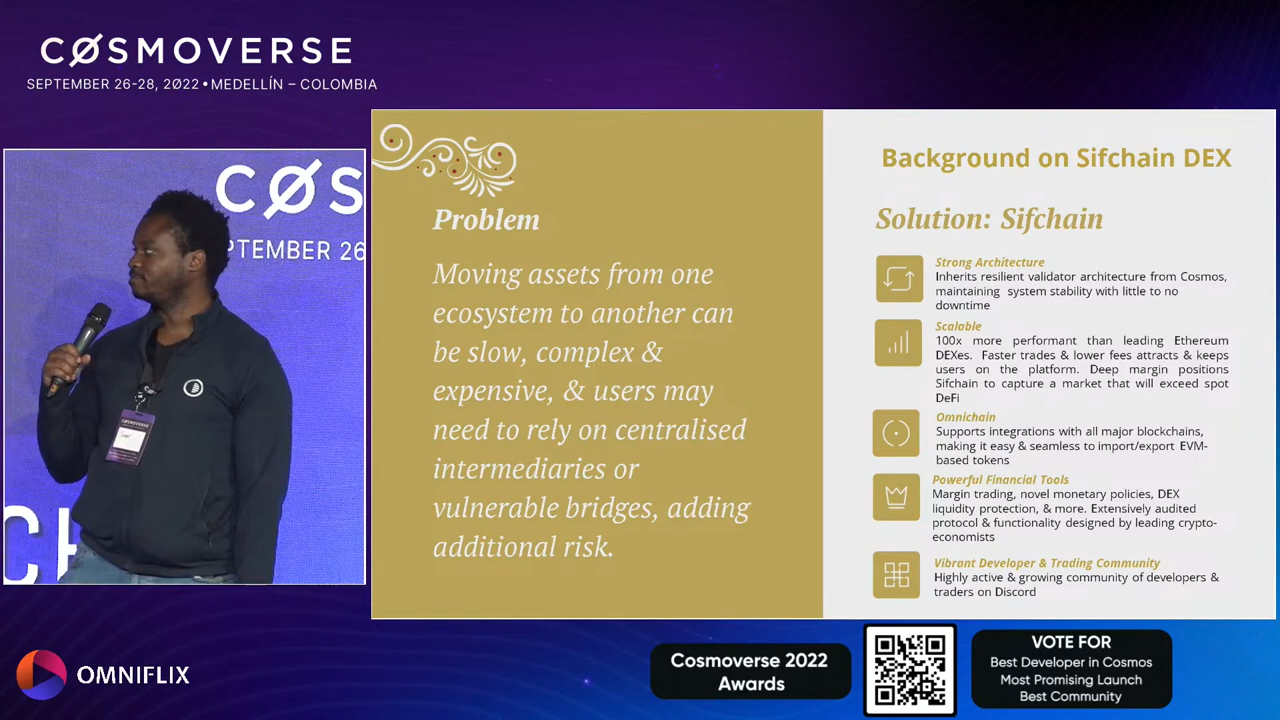 CØSMOVERSE
SEPTEMBER 26-28, 2022 • MEDELLÍN – COLOMBIA
CØS
PTEMBER 26
CH
COSMOVERSE
Problem
Moving assets from one
ecosystem to another can
be slow, complex &
expensive, & users may
need to rely on centralised
intermediaries or
vulnerable bridges, adding
additional risk.
Background on Sifchain DEX
Solution: Sifchain
Strong Architecture
Inherits resilient validator architecture from Cosmos,
maintaining system stability with little to no
downtime
Scalable
100x more performant than leading Ethereum
DEXes. Faster trades & lower fees attracts & keeps
users on the platform. Deep margin positions
Sifchain to capture a market that will exceed spot
DeFi
Omnichain
Supports integrations with all major blockchains,
making it easy & seamless to import/export EVM-
based tokens
Powerful Financial Tools
Margin trading, novel monetary policies, DEX
liquidity protection, & more. Extensively audited
protocol & functionality designed by leading crypto-
economists
Vibrant Developer & Trading Community
Highly active & growing community of developers &
traders on Discord
OMNIFLIX
Cosmoverse 2022
Awards
VOTE FOR
Best Developer in Cosmos
Most Promising Launch
Best Community